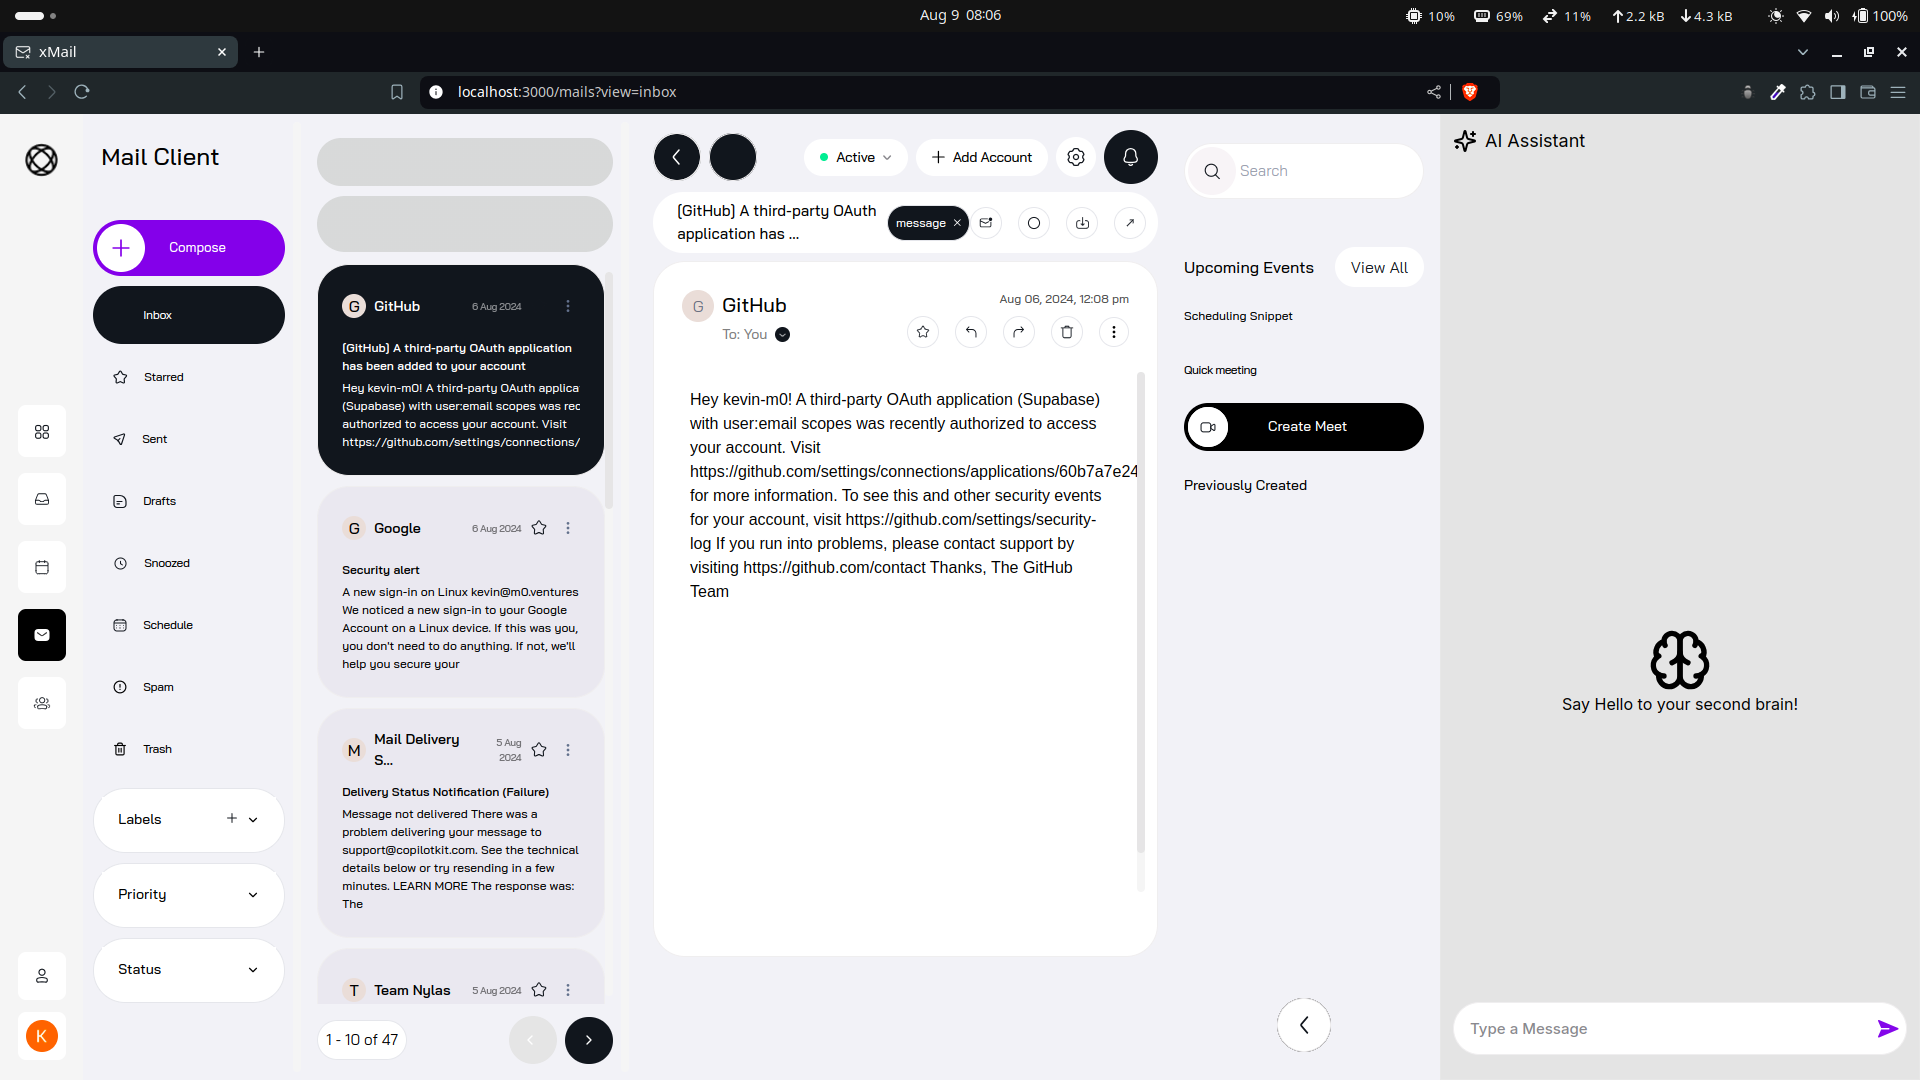 Aug 9 08:06
10%
69%
11%
2.2 kB
4.3 kB
100%
xMail
localhost:3000/mails?view=inbox
Mail Client
Compose
Inbox
Starred
Sent
Drafts
Snoozed
Schedule
Spam
Trash
Labels
Priority
Status
K
G GitHub 6 Aug 2024
[GitHub] A third-party OAuth application
has been added to your account
Hey kevin-m0! A third-party OAuth applica
(Supabase) with user:email scopes was rec
authorized to access your account. Visit
https://github.com/settings/connections/
G Google 6 Aug 2024
Security alert
A new sign-in on Linux kevin@m0.ventures
We noticed a new sign-in to your Google
Account on a Linux device. If this was you,
you don't need to do anything. If not, we'll
help you secure your
M Mail Delivery
S...
5 Aug
2024
Delivery Status Notification (Failure)
Message not delivered There was a
problem delivering your message to
support@copilotkit.com. See the technical
details below or try resending in a few
minutes. LEARN MORE The response was:
The
T Team Nylas 5 Aug 2024
1 - 10 of 47
Active
Add Account
[GitHub] A third-party OAuth
application has ...
message
G GitHub
To: You
Aug 06, 2024, 12:08 pm
Hey kevin-m0! A third-party OAuth application (Supabase)
with user:email scopes was recently authorized to access
your account. Visit
https://github.com/settings/connections/applications/60b7a7e24
for more information. To see this and other security events
for your account, visit https://github.com/settings/security-
log If you run into problems, please contact support by
visiting https://github.com/contact Thanks, The GitHub
Team
Search
Upcoming Events
View All
Scheduling Snippet
Quick meeting
Create Meet
Previously Created
AI Assistant
Say Hello to your second brain!
Type a Message